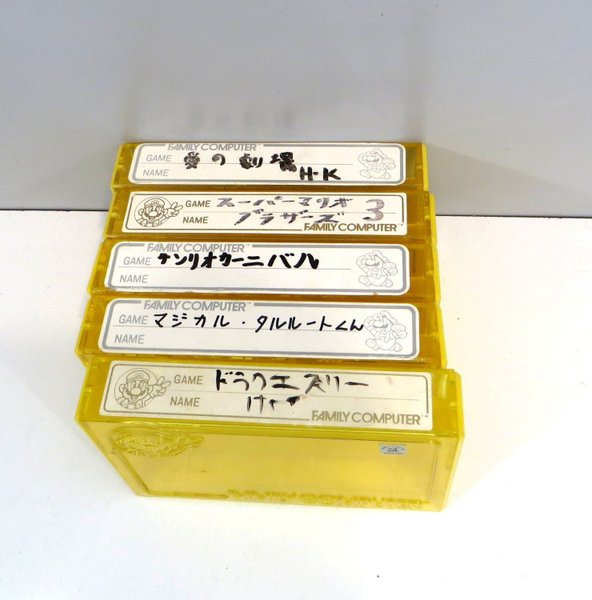 FAMILY COMPUTER
GAME 愛の劇場
NAME H・K
GAME スーパーマリオ 3
NAME ブラザーズ
FAMILY COMPUTER
FAMILY COMPUTER
GAME サンリオカーニバル
NAME
FAMILY COMPUTER
GAME マジカル・タルルートくん
NAME
GAME ドラクエスリー
NAME
FAMILY COMPUTER
FAMILY COMPUTER